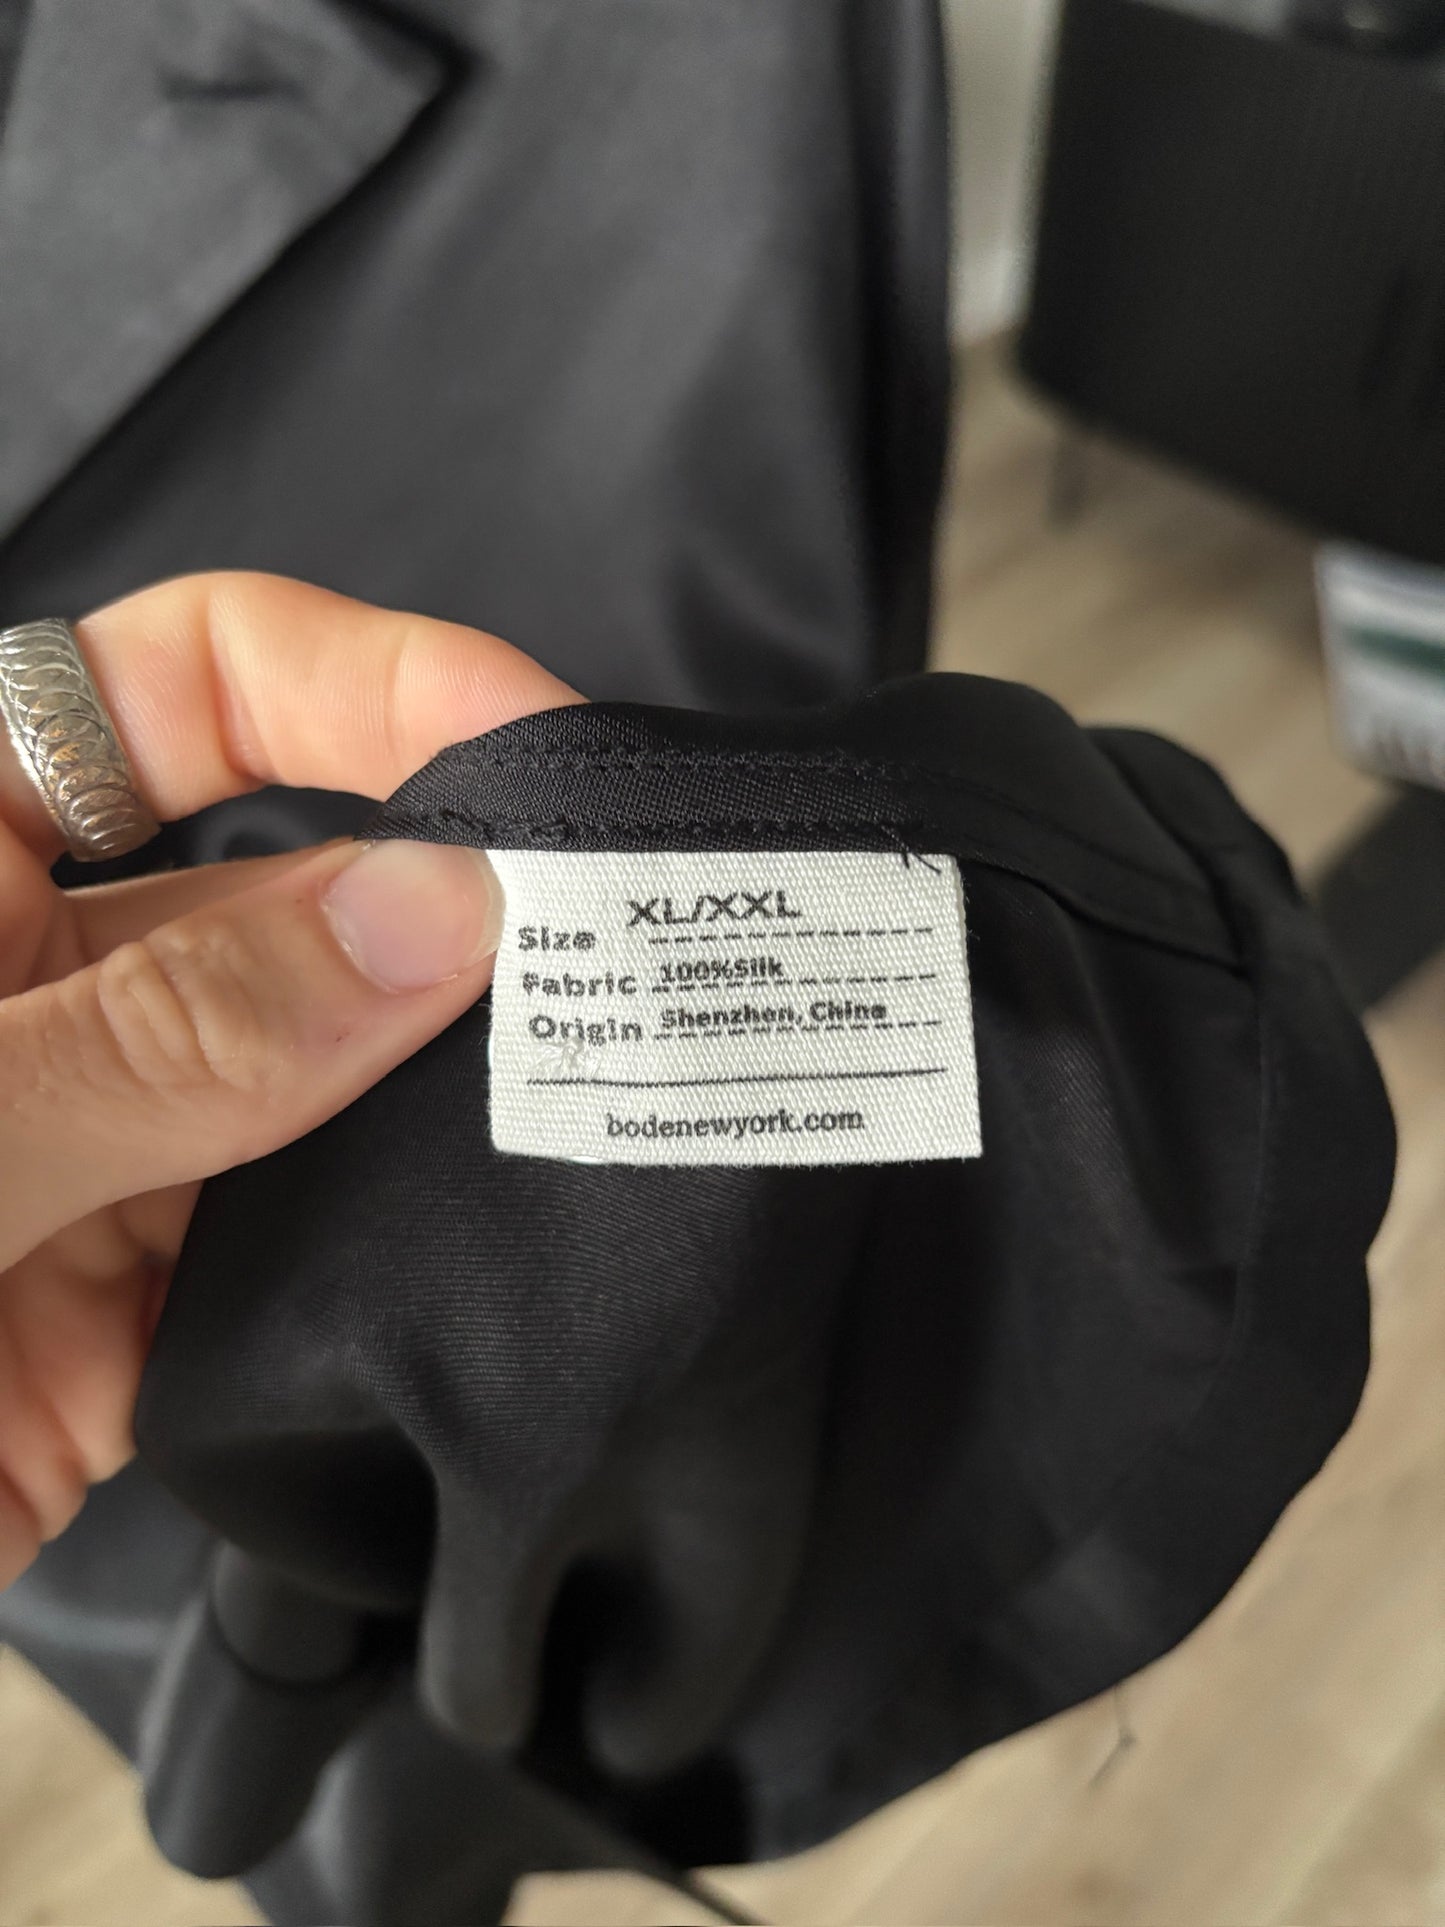 Size XL/XXL
Fabric 100%Silk
Origin Shenzhen, China
bodenewyork.com